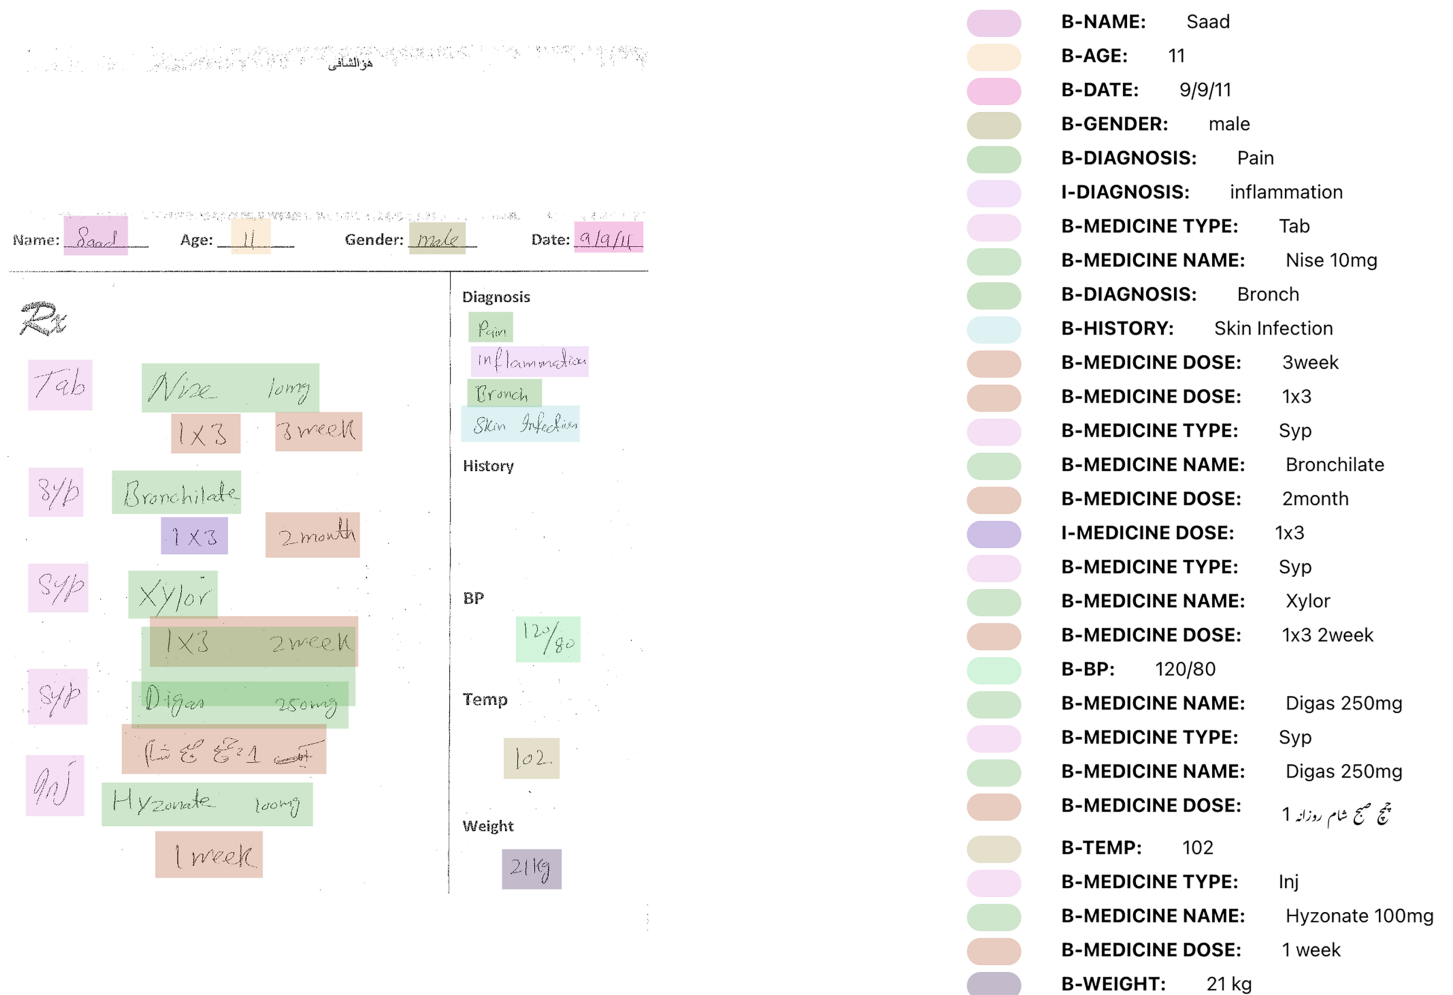 هوالشافی
Name: Saad Age: 11 Gender: male Date: 9/9/11
Rx
Tab Nise 10mg
1x3 3week
Syp Bronchilate
1x3 2month
Syp Xylor
1x3 2week
Syp Digas 250mg
1 چمچ صبح شام
Inj Hyzonate 100mg
1 week
Diagnosis
Pain
inflammation
Bronch
Skin Infection
History
BP
120/80
Temp
102
Weight
21kg
B-NAME: Saad
B-AGE: 11
B-DATE: 9/9/11
B-GENDER: male
B-DIAGNOSIS: Pain
I-DIAGNOSIS: inflammation
B-MEDICINE TYPE: Tab
B-MEDICINE NAME: Nise 10mg
B-DIAGNOSIS: Bronch
B-HISTORY: Skin Infection
B-MEDICINE DOSE: 3week
B-MEDICINE DOSE: 1x3
B-MEDICINE TYPE: Syp
B-MEDICINE NAME: Bronchilate
B-MEDICINE DOSE: 2month
I-MEDICINE DOSE: 1x3
B-MEDICINE TYPE: Syp
B-MEDICINE NAME: Xylor
B-MEDICINE DOSE: 1x3 2week
B-BP: 120/80
B-MEDICINE NAME: Digas 250mg
B-MEDICINE TYPE: Syp
B-MEDICINE NAME: Digas 250mg
B-MEDICINE DOSE: 1 چمچ صبح شام روزانہ
B-TEMP: 102
B-MEDICINE TYPE: Inj
B-MEDICINE NAME: Hyzonate 100mg
B-MEDICINE DOSE: 1 week
B-WEIGHT: 21 kg